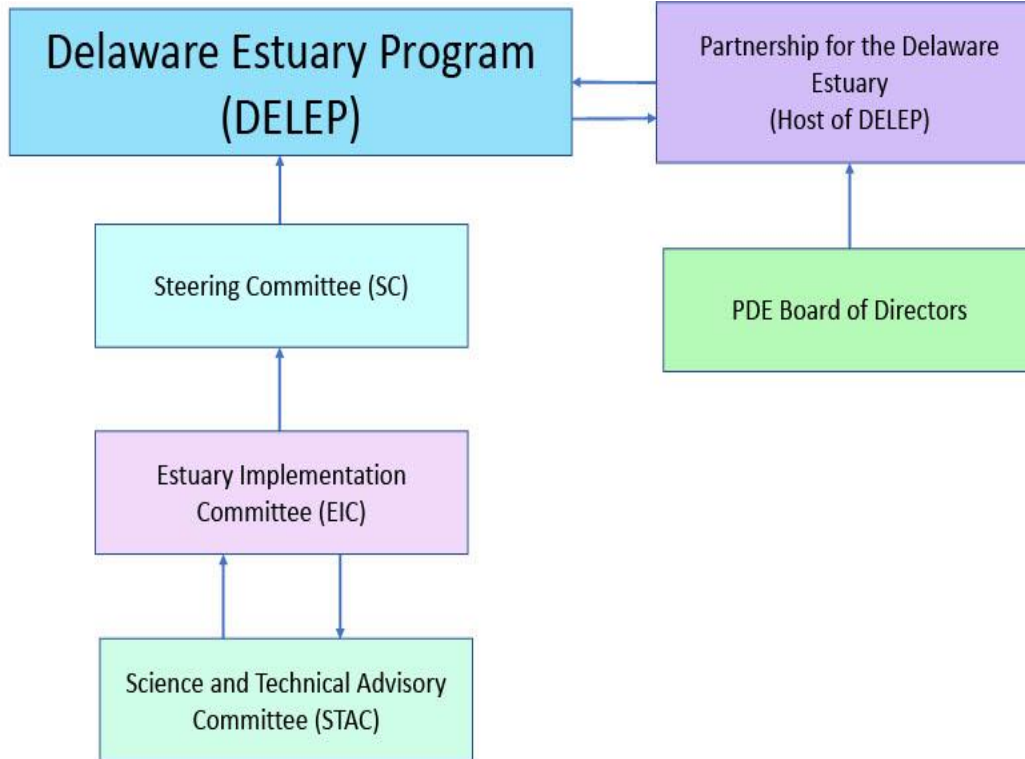 Delaware Estuary Program
(DELEP)
Partnership for the Delaware
Estuary
(Host of DELEP)
Steering Committee (SC)
PDE Board of Directors
Estuary Implementation
Committee (EIC)
Science and Technical Advisory
Committee (STAC)